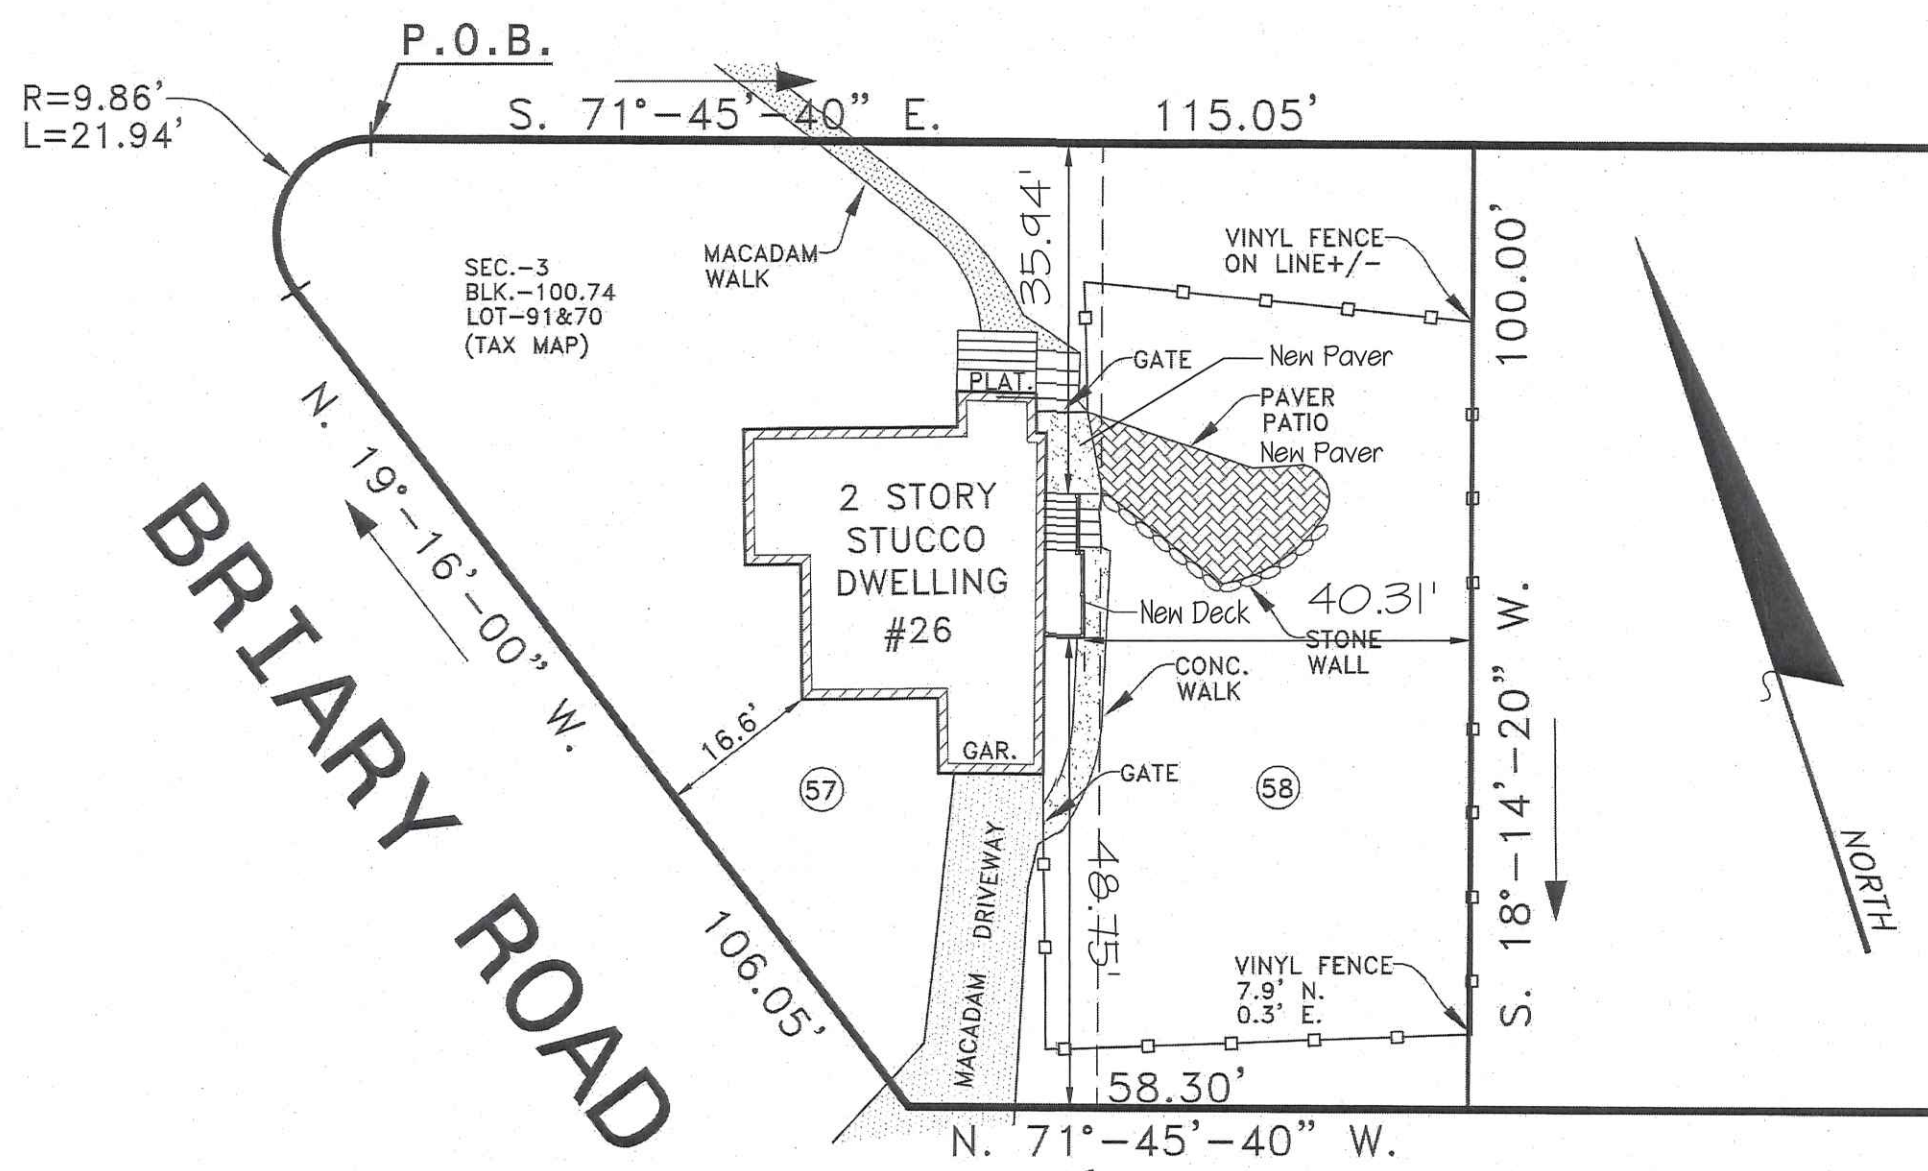 P.O.B.
R=9.86'
L=21.94'
S. 71°-45'-40" E. 115.05'
35.94'
MACADAM
WALK
VINYL FENCE
ON LINE+/-
100.00'
SEC.-3
BLK.-100.74
LOT-91&70
(TAX MAP)
GATE
New Paver
PLAT.
PAVER
PATIO
New Paver
N. 19°-16'-00" W.
2 STORY
STUCCO
DWELLING
#26
40.31'
New Deck
STONE
WALL
CONC.
WALK
S. 18°-14'-20" W.
BRIARY ROAD
16.6'
GAR.
57
GATE
58
NORTH
MACADAM DRIVEWAY
48.75'
106.05'
VINYL FENCE
7.9' N.
0.3' E.
58.30'
N. 71°-45'-40" W.